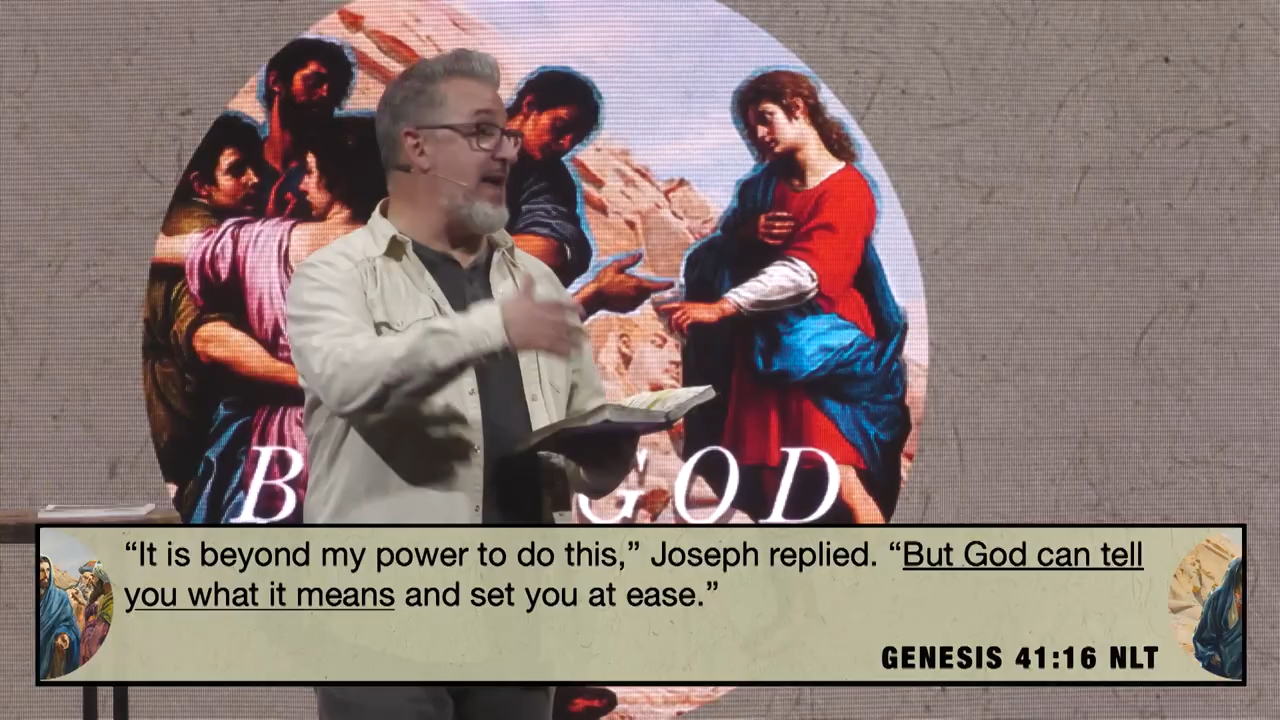 B GOD
“It is beyond my power to do this,” Joseph replied. “But God can tell
you what it means and set you at ease.”
GENESIS 41:16 NLT